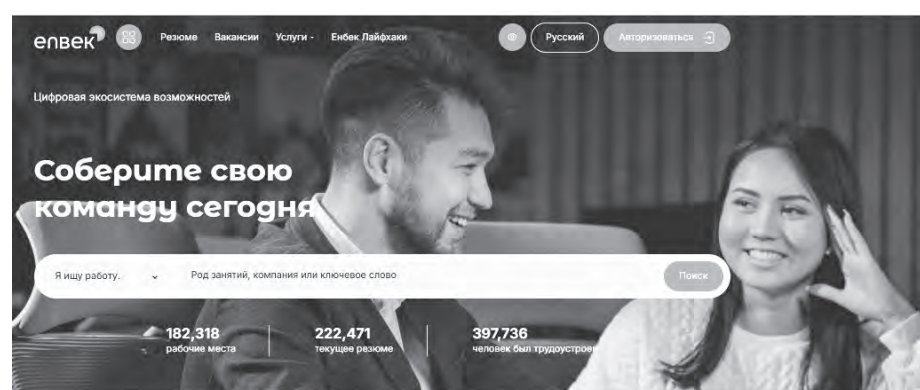 enbek Резюме Вакансии Услуги - Енбек Лайфхаки Русский Авторизоваться
Цифровая экосистема возможностей
Соберите свою
команду сегодня
Я ищу работу. Род занятий, компания или ключевое слово Поиск
182,318 222,471 397,736
рабочие места текущее резюме человек был трудоустроен